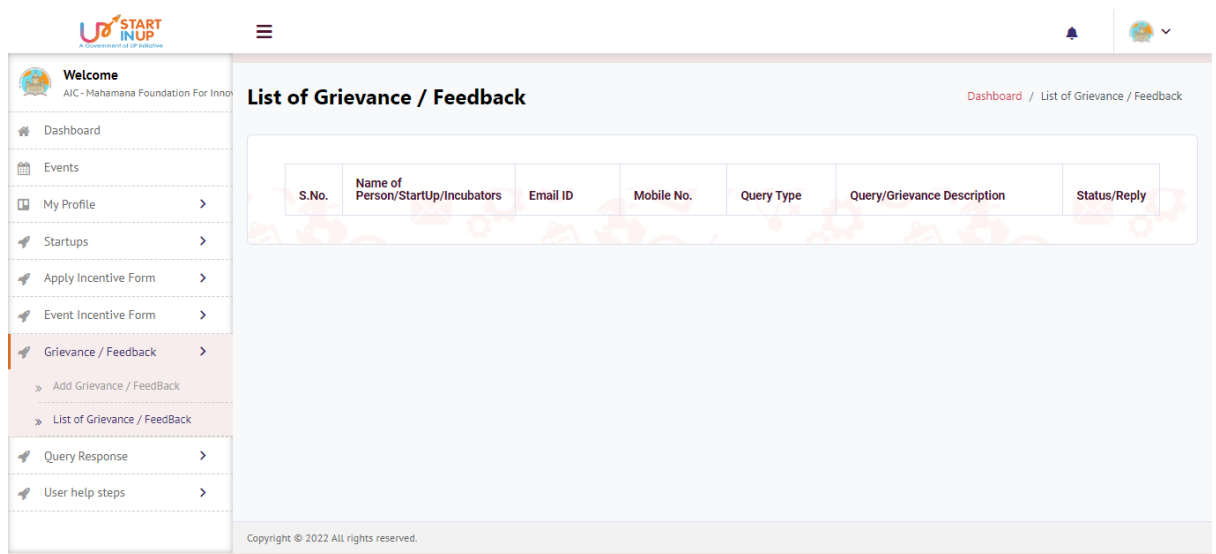 UP START
INUP
A Government of UP Initiative
Welcome
AIC - Mahamana Foundation For Innov
Dashboard
Events
My Profile
Startups
Apply Incentive Form
Event Incentive Form
Grievance / Feedback
Add Grievance / FeedBack
List of Grievance / FeedBack
Query Response
User help steps
List of Grievance / Feedback
Dashboard / List of Grievance / Feedback
S.No.
Name of
Person/StartUp/Incubators
Email ID
Mobile No.
Query Type
Query/Grievance Description
Status/Reply
Copyright © 2022 All rights reserved.